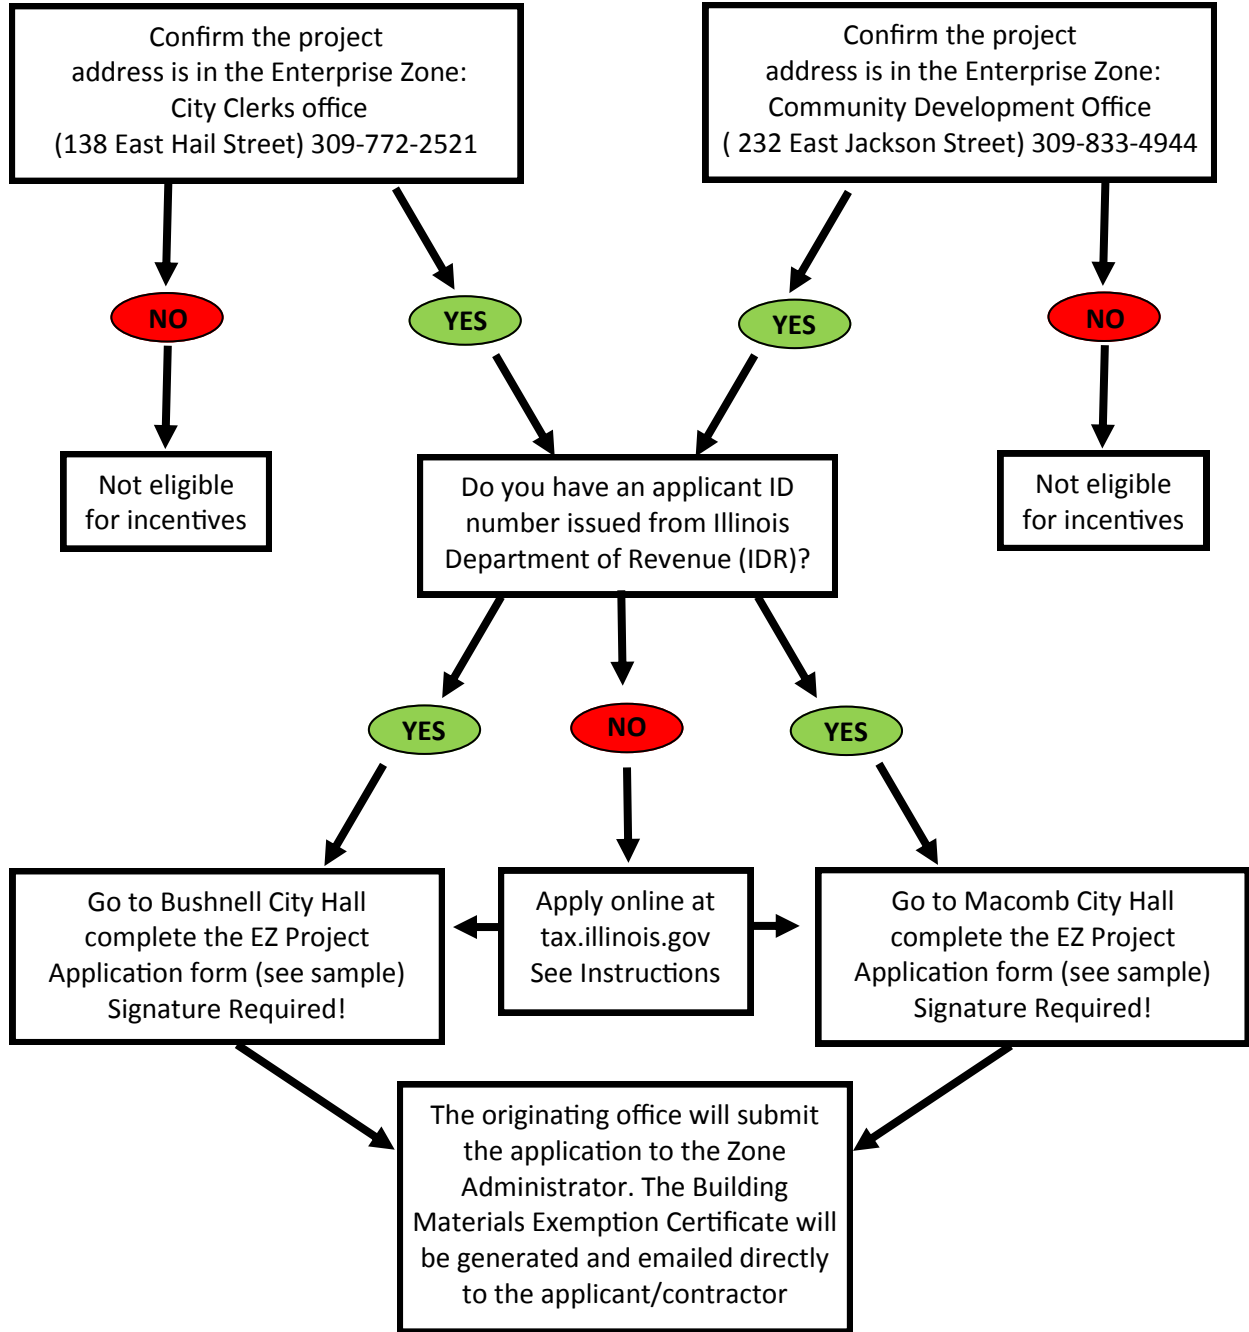 Confirm the project
address is in the Enterprise Zone:
City Clerks office
(138 East Hail Street) 309-772-2521
Confirm the project
address is in the Enterprise Zone:
Community Development Office
( 232 East Jackson Street) 309-833-4944
NO
YES
YES
NO
Not eligible
for incentives
Do you have an applicant ID
number issued from Illinois
Department of Revenue (IDR)?
Not eligible
for incentives
YES
NO
YES
Go to Bushnell City Hall
complete the EZ Project
Application form (see sample)
Signature Required!
Apply online at
tax.illinois.gov
See Instructions
Go to Macomb City Hall
complete the EZ Project
Application form (see sample)
Signature Required!
The originating office will submit
the application to the Zone
Administrator. The Building
Materials Exemption Certificate will
be generated and emailed directly
to the applicant/contractor